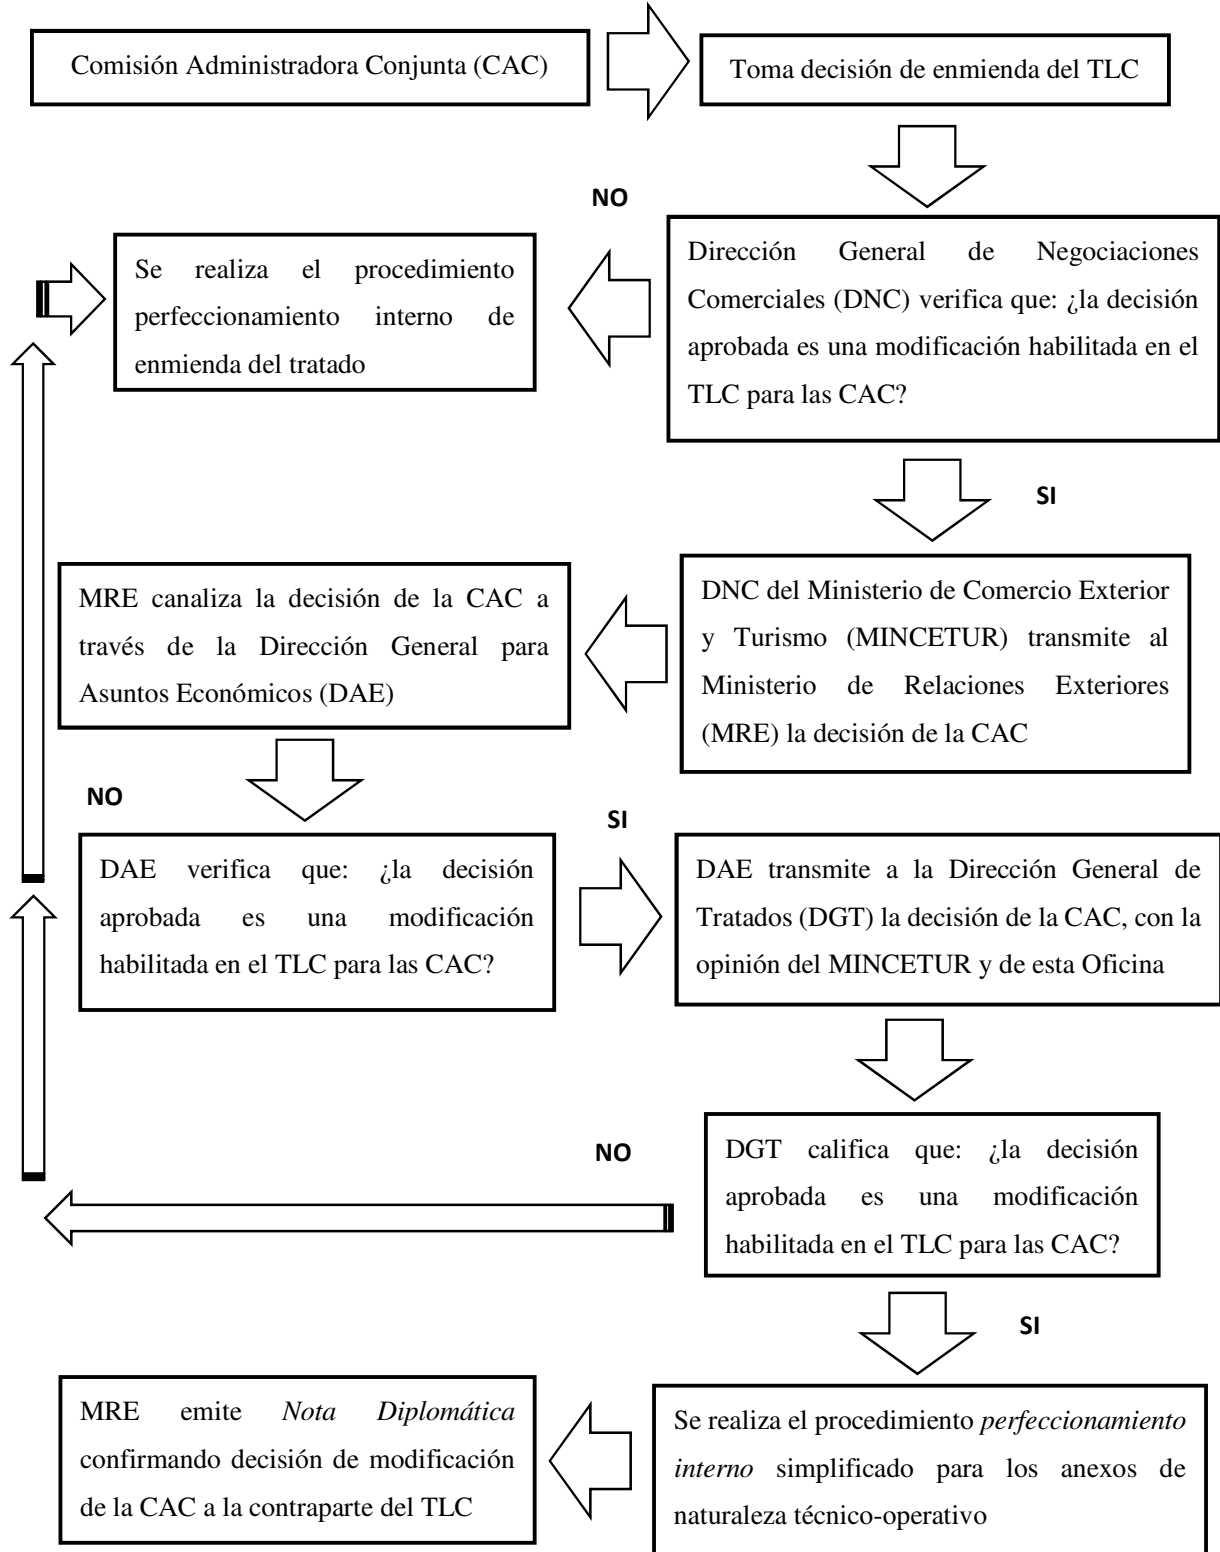 Comisión Administradora Conjunta (CAC)
Toma decisión de enmienda del TLC
NO
Se realiza el procedimiento
perfeccionamiento interno de
enmienda del tratado
Dirección General de Negociaciones
Comerciales (DNC) verifica que: ¿la decisión
aprobada es una modificación habilitada en el
TLC para las CAC?
SI
DNC del Ministerio de Comercio Exterior
y Turismo (MINCETUR) transmite al
Ministerio de Relaciones Exteriores
(MRE) la decisión de la CAC
MRE canaliza la decisión de la CAC a
través de la Dirección General para
Asuntos Económicos (DAE)
NO
DAE verifica que: ¿la decisión
aprobada es una modificación
habilitada en el TLC para las CAC?
SI
DAE transmite a la Dirección General de
Tratados (DGT) la decisión de la CAC, con la
opinión del MINCETUR y de esta Oficina
NO
DGT califica que: ¿la decisión
aprobada es una modificación
habilitada en el TLC para las CAC?
SI
Se realiza el procedimiento perfeccionamiento
interno simplificado para los anexos de
naturaleza técnico-operativo
MRE emite Nota Diplomática
confirmando decisión de modificación
de la CAC a la contraparte del TLC